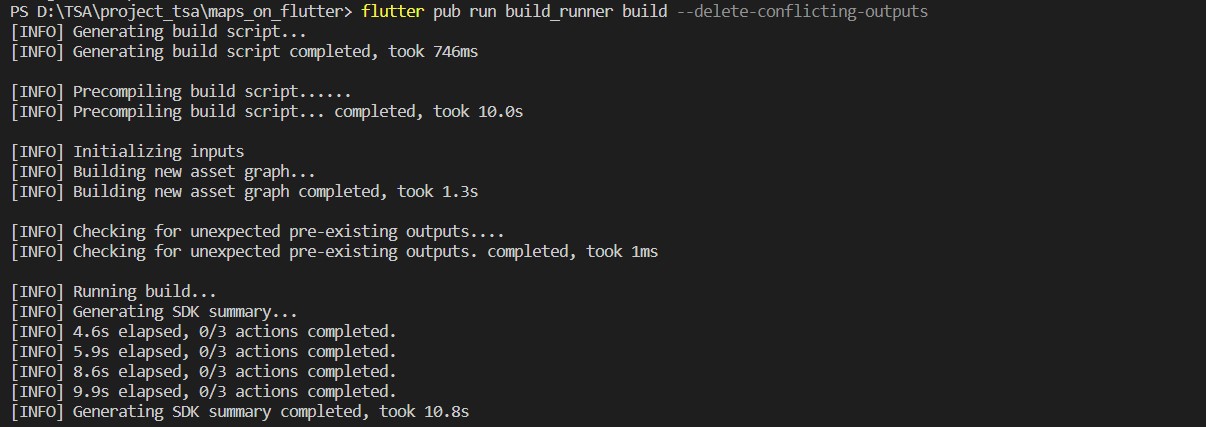 PS D:\TSA\project_tsa\maps_on_flutter> flutter pub run build_runner build --delete-conflicting-outputs
[INFO] Generating build script...
[INFO] Generating build script completed, took 746ms
[INFO] Precompiling build script......
[INFO] Precompiling build script... completed, took 10.0s
[INFO] Initializing inputs
[INFO] Building new asset graph...
[INFO] Building new asset graph completed, took 1.3s
[INFO] Checking for unexpected pre-existing outputs....
[INFO] Checking for unexpected pre-existing outputs. completed, took 1ms
[INFO] Running build...
[INFO] Generating SDK summary...
[INFO] 4.6s elapsed, 0/3 actions completed.
[INFO] 5.9s elapsed, 0/3 actions completed.
[INFO] 8.6s elapsed, 0/3 actions completed.
[INFO] 9.9s elapsed, 0/3 actions completed.
[INFO] Generating SDK summary completed, took 10.8s